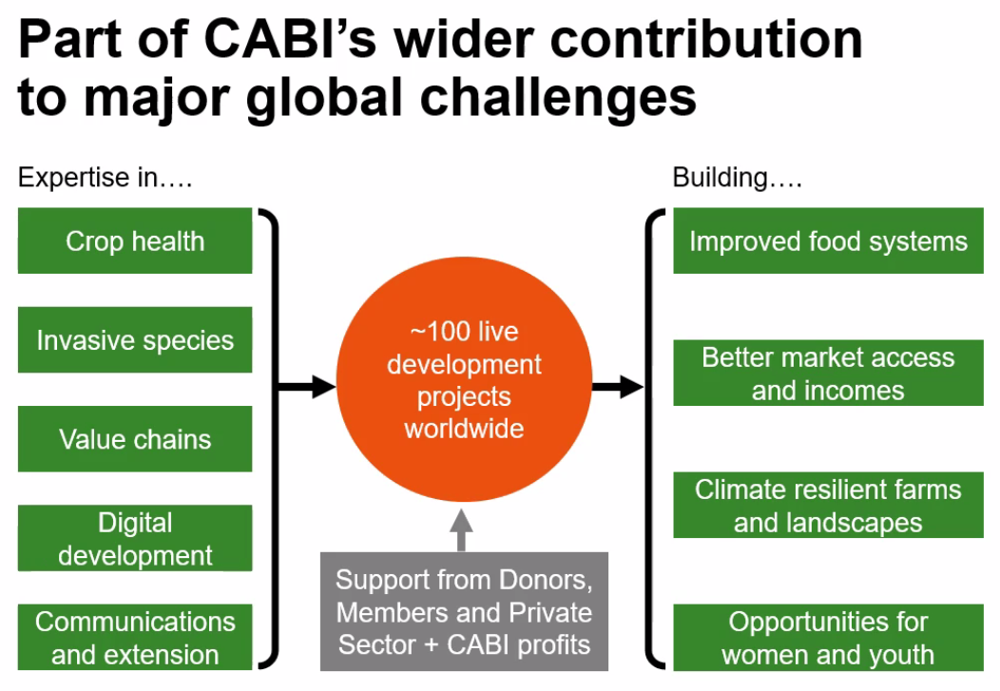 Part of CABI’s wider contribution
to major global challenges
Expertise in….
Crop health
Invasive species
Value chains
Digital
development
Communications
and extension
~100 live
development
projects
worldwide
Support from Donors,
Members and Private
Sector + CABI profits
Building….
Improved food systems
Better market access
and incomes
Climate resilient farms
and landscapes
Opportunities for
women and youth